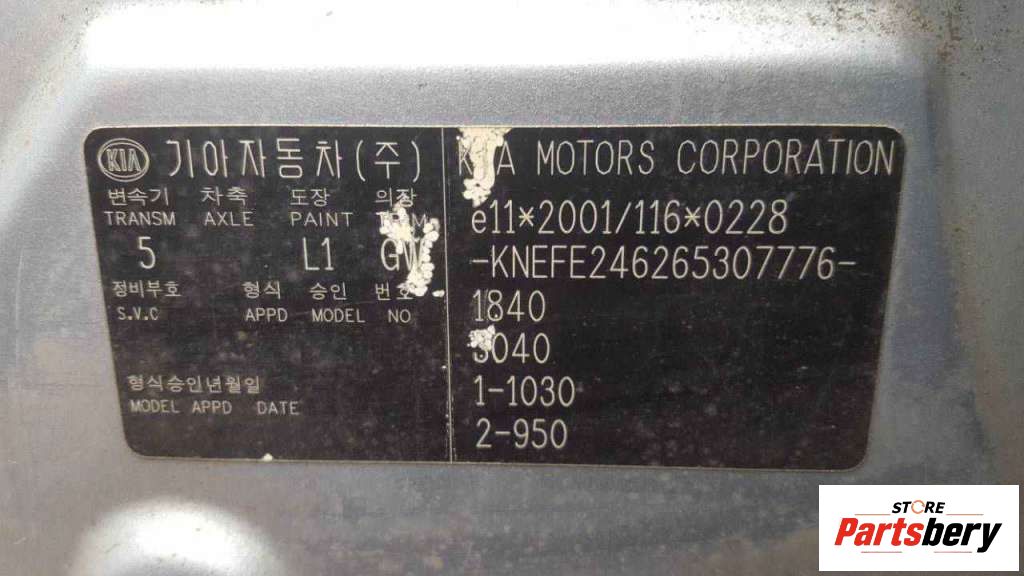 KIA 기아자동차(주)
변속기 차축 도장 의장
TRANSM AXLE PAINT TRIM
5 L1 GW
정비부호 형식 승인 번호
S.V.C APPD MODEL NO
형식승인년월일
MODEL APPD DATE
KIA MOTORS CORPORATION
e11*2001/116*0228
-KNEFE246265307776-
1840
3040
1-1030
2-950
STORE
Partsbery